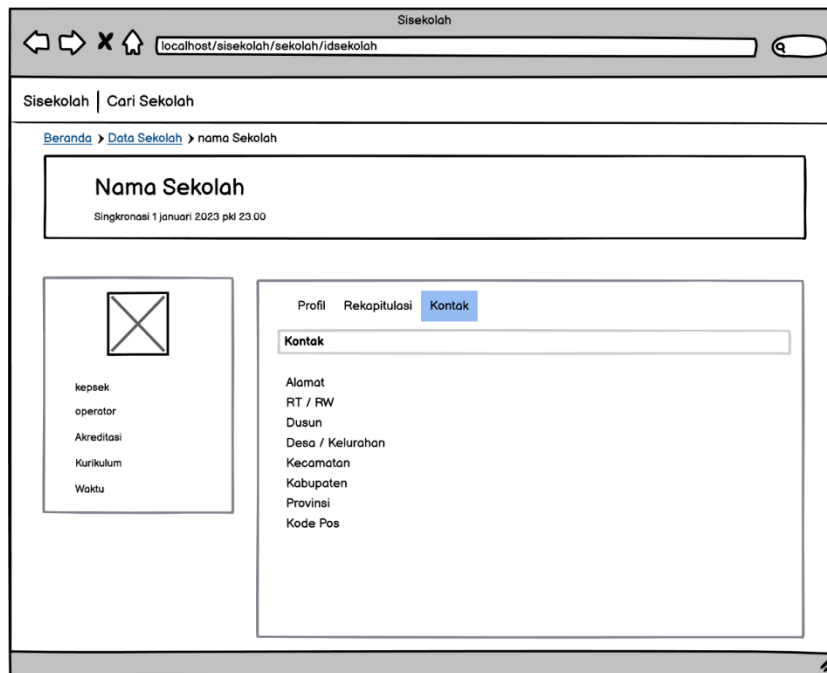 Sisekolah
localhost/sisekolah/sekolah/idsekolah
Sisekolah | Cari Sekolah
Beranda > Data Sekolah > nama Sekolah
Nama Sekolah
Singkronasi 1 januari 2023 pkl 23.00
kepsek
operator
Akreditasi
Kurikulum
Waktu
Profil Rekapitulasi Kontak
Kontak
Alamat
RT / RW
Dusun
Desa / Kelurahan
Kecamatan
Kabupaten
Provinsi
Kode Pos